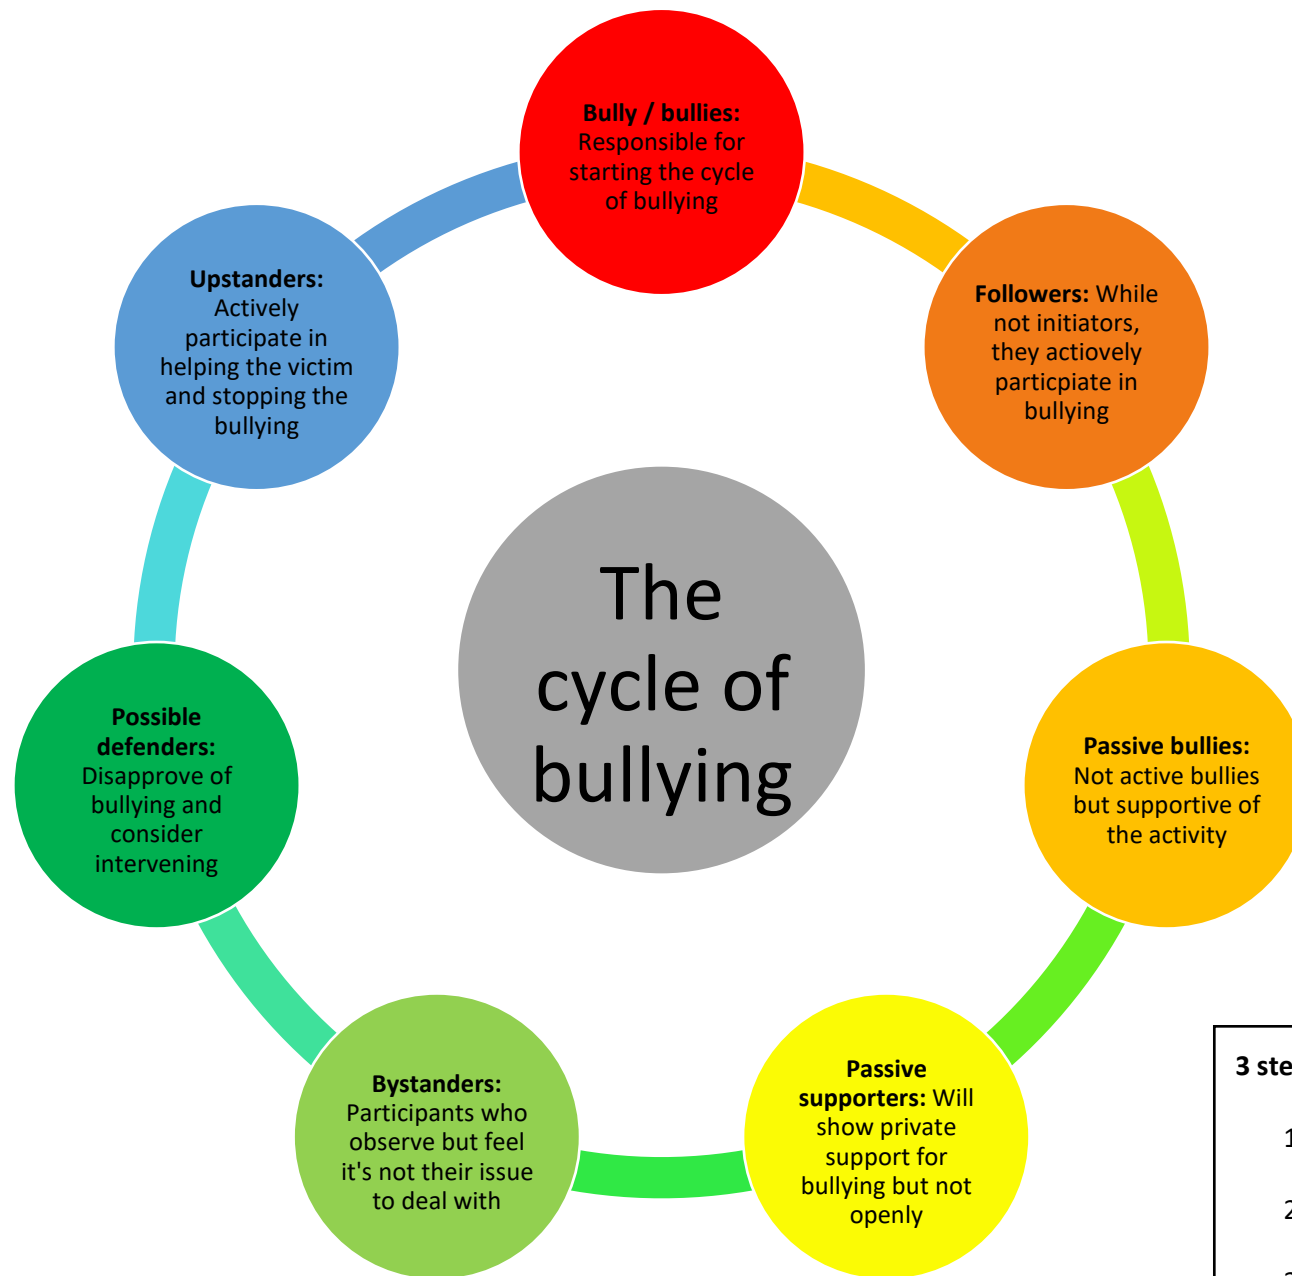 Bully / bullies:
Responsible for
starting the cycle
of bullying
Followers: While
not initiators,
they actiovely
particpiate in
bullying
Passive bullies:
Not active bullies
but supportive of
the activity
Passive
supporters: Will
show private
support for
bullying but not
openly
Bystanders:
Participants who
observe but feel
it's not their issue
to deal with
Possible
defenders:
Disapprove of
bullying and
consider
intervening
Upstanders:
Actively
participate in
helping the victim
and stopping the
bullying
The
cycle of
bullying
3
1
2